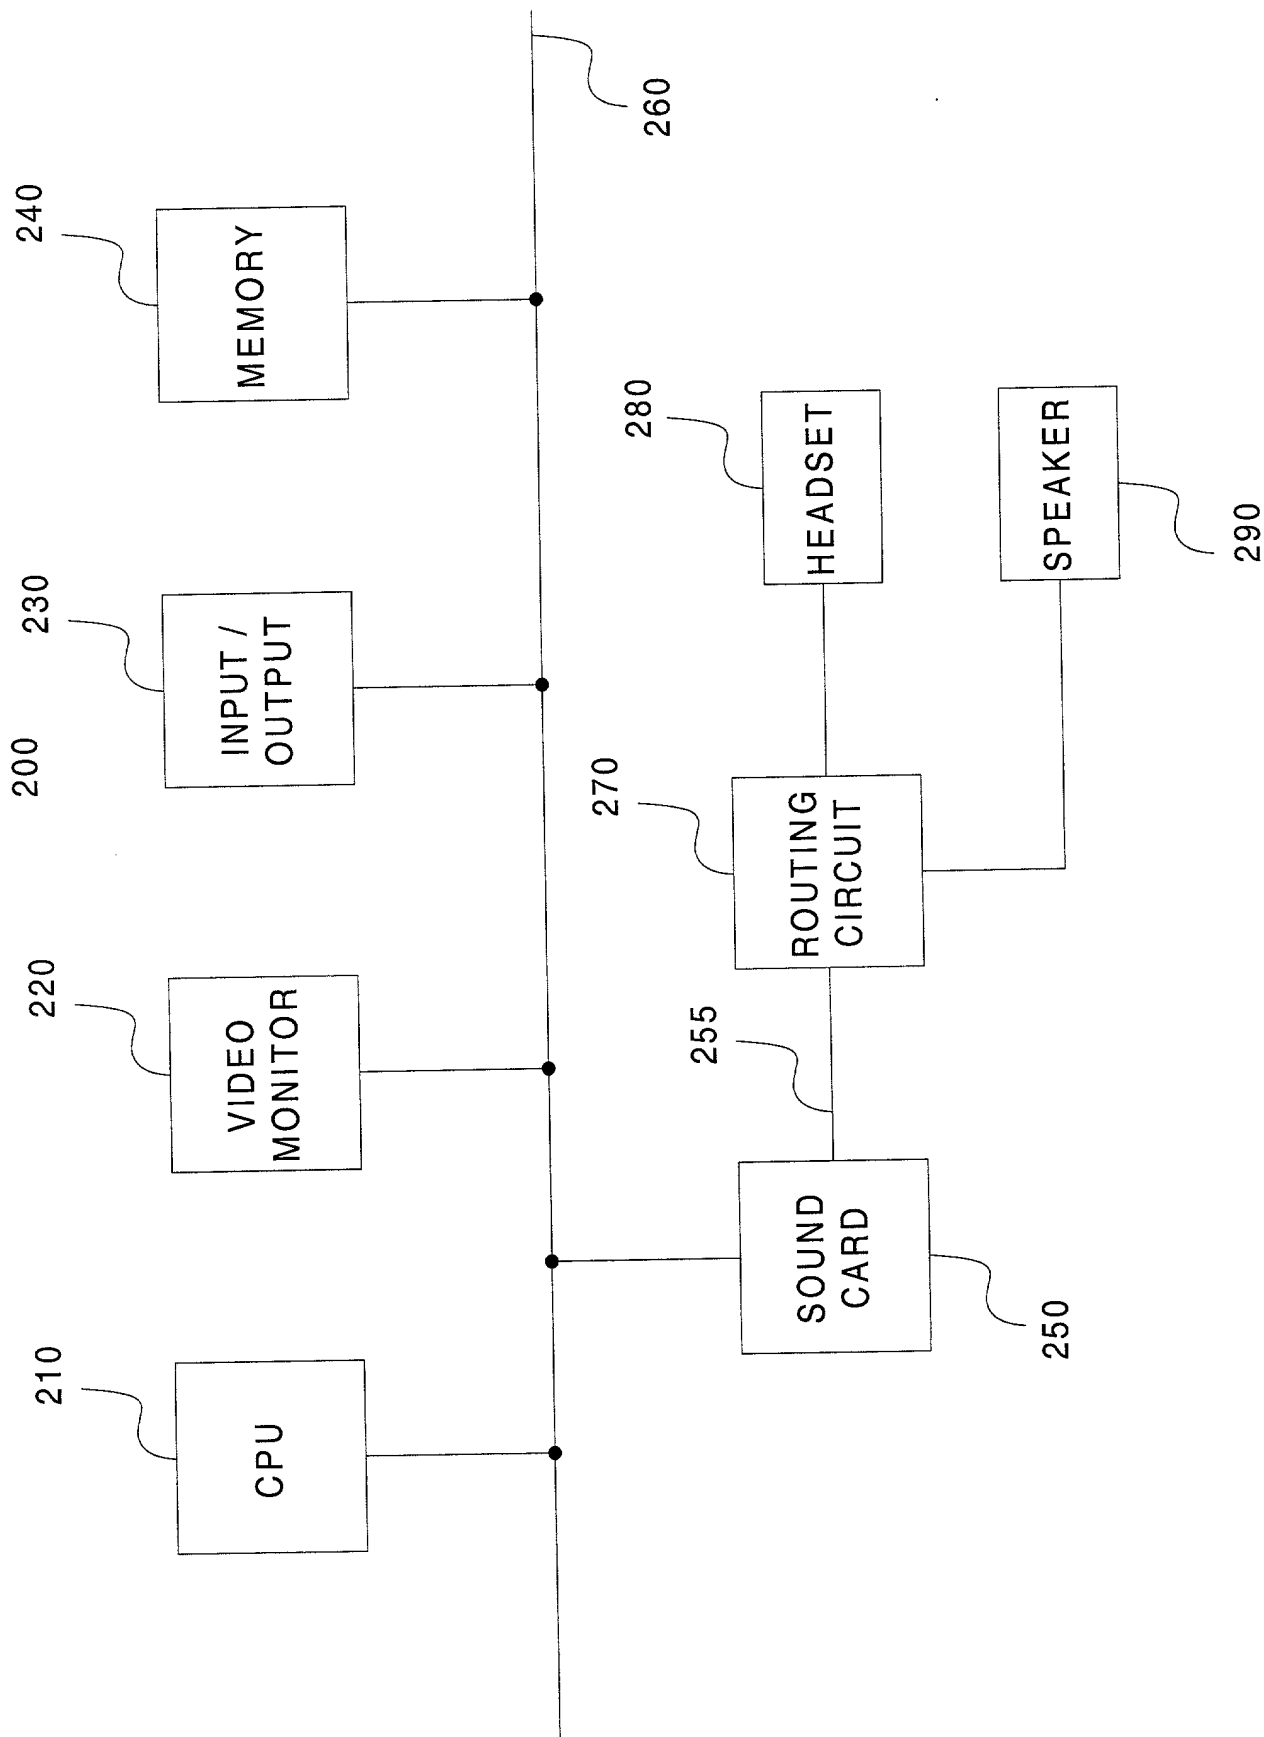 200
210
220
230
240
CPU
VIDEO
MONITOR
INPUT /
OUTPUT
MEMORY
260
255
270
280
SOUND
CARD
ROUTING
CIRCUIT
HEADSET
SPEAKER
250
290